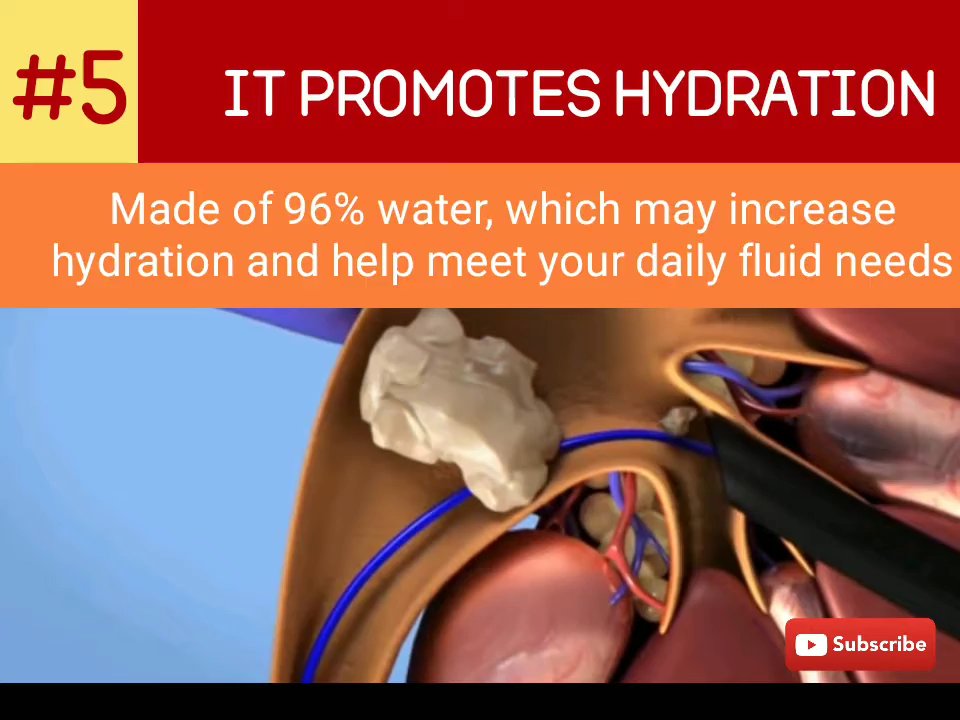 #5
IT PROMOTES HYDRATION
Made of 96% water, which may increase
hydration and help meet your daily fluid needs
Subscribe